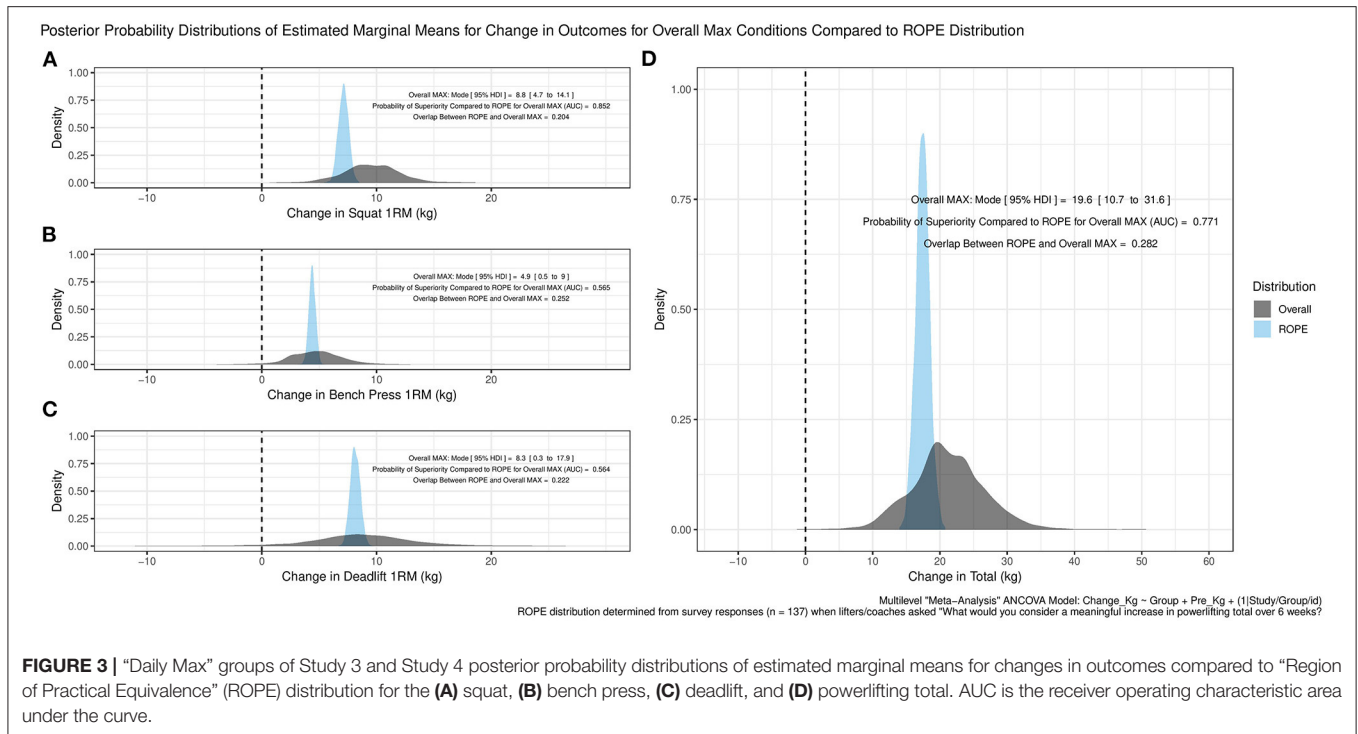 Posterior Probability Distributions of Estimated Marginal Means for Change in Outcomes for Overall Max Conditions Compared to ROPE Distribution
A
1.00
0.75
0.50
0.25
0.00
Density
Overall MAX: Mode [ 95% HDI ] = 8.8 [ 4.7 to 14.1 ]
Probability of Superiority Compared to ROPE for Overall MAX (AUC) = 0.852
Overlap Between ROPE and Overall MAX = 0.204
−10 0 10 20
Change in Squat 1RM (kg)
B
1.00
0.75
0.50
0.25
0.00
Density
Overall MAX: Mode [ 95% HDI ] = 4.9 [ 0.5 to 9 ]
Probability of Superiority Compared to ROPE for Overall MAX (AUC) = 0.565
Overlap Between ROPE and Overall MAX = 0.252
−10 0 10 20
Change in Bench Press 1RM (kg)
C
1.00
0.75
0.50
0.25
0.00
Density
Overall MAX: Mode [ 95% HDI ] = 8.3 [ 0.3 to 17.9 ]
Probability of Superiority Compared to ROPE for Overall MAX (AUC) = 0.564
Overlap Between ROPE and Overall MAX = 0.222
−10 0 10 20
Change in Deadlift 1RM (kg)
D
1.00
0.75
0.50
0.25
0.00
Density
Overall MAX: Mode [ 95% HDI ] = 19.6 [ 10.7 to 31.6 ]
Probability of Superiority Compared to ROPE for Overall MAX (AUC) = 0.771
Overlap Between ROPE and Overall MAX = 0.282
−10 0 10 20 30 40 50 60
Change in Total (kg)
Distribution
Overall
ROPE
Multilevel "Meta−Analysis" ANCOVA Model: Change_Kg ~ Group + Pre_Kg + (1|Study/Group/id)
ROPE distribution determined from survey responses (n = 137) when lifters/coaches asked "What would you consider a meaningful increase in powerlifting total over 6 weeks?
FIGURE 3 | “Daily Max” groups of Study 3 and Study 4 posterior probability distributions of estimated marginal means for changes in outcomes compared to “Region
of Practical Equivalence” (ROPE) distribution for the (A) squat, (B) bench press, (C) deadlift, and (D) powerlifting total. AUC is the receiver operating characteristic area
under the curve.